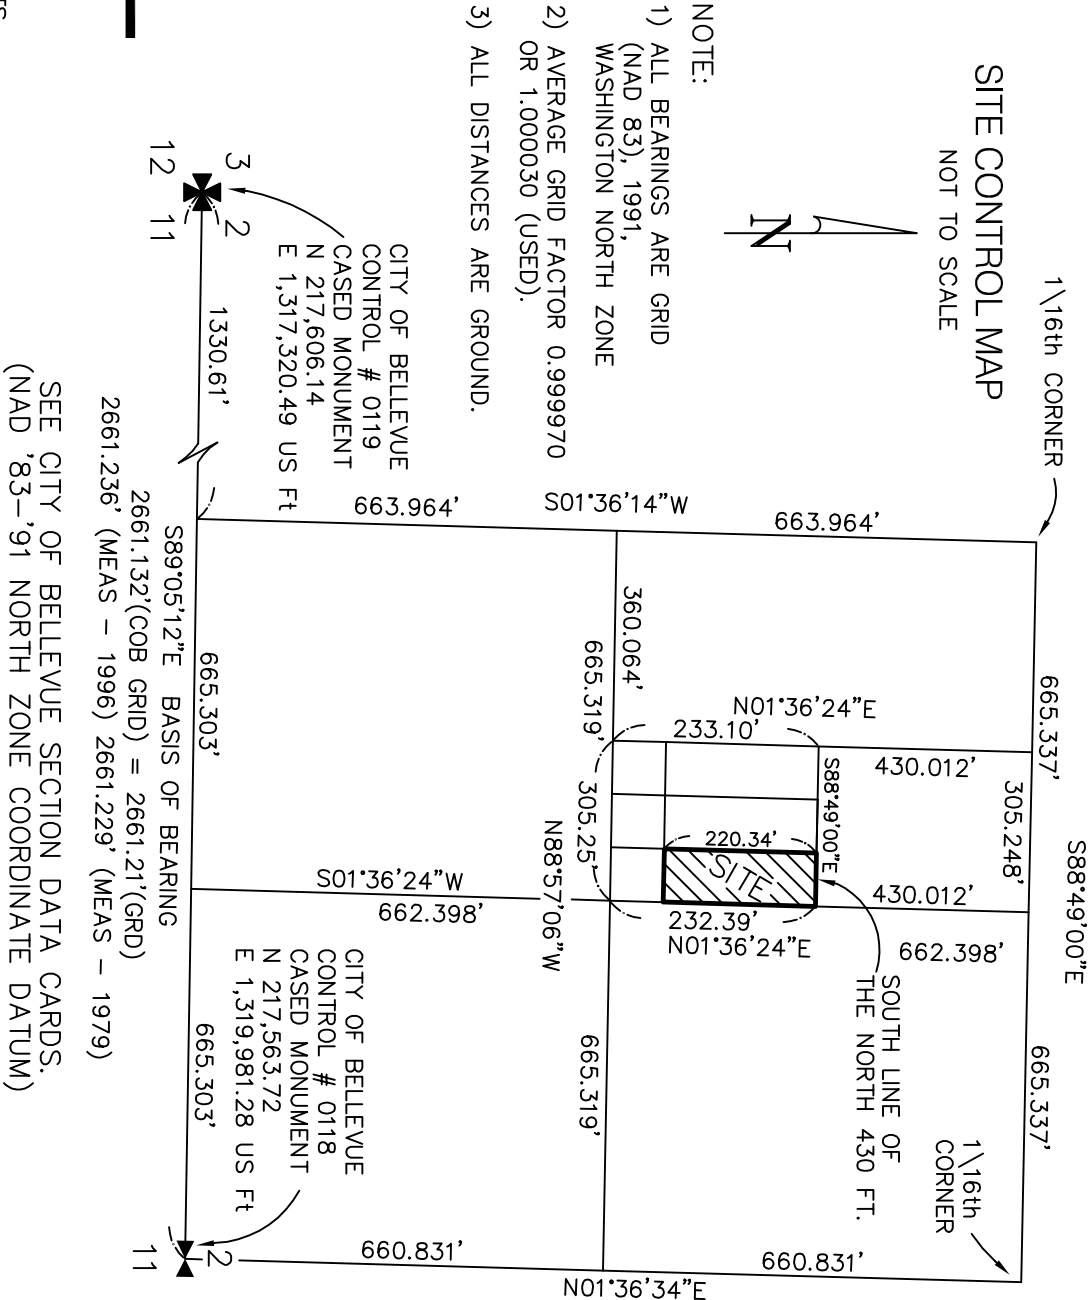 SITE CONTROL MAP
NOT TO SCALE
N
NOTE:
1) ALL BEARINGS ARE GRID
(NAD 83), 1991,
WASHINGTON NORTH ZONE
2) AVERAGE GRID FACTOR 0.999970
OR 1.000030 (USED).
3) ALL DISTANCES ARE GROUND.
1\16th CORNER
S88°49'00"E
665.337'
665.337'
305.248'
1\16th
CORNER
663.964'
S01°36'14"W
663.964'
430.012'
430.012'
662.398'
SOUTH LINE OF
THE NORTH 430 FT.
S88°49'00"E
N01°36'24"E
233.10'
220.34'
SITE
232.39'
N01°36'24"E
360.064'
665.319'
305.25'
N88°57'06"W
665.319'
S01°36'24"W
662.398'
660.831'
660.831'
N01°36'34"E
CITY OF BELLEVUE
CONTROL # 0119
CASED MONUMENT
N 217,606.14
E 1,317,320.49 US Ft
CITY OF BELLEVUE
CONTROL # 0118
CASED MONUMENT
N 217,563.72
E 1,319,981.28 US Ft
3
2
12
11
2
11
1330.61'
665.303'
665.303'
S89°05'12"E BASIS OF BEARING
2661.132'(COB GRID) = 2661.21'(GRD)
2661.236' (MEAS - 1996) 2661.229' (MEAS - 1979)
SEE CITY OF BELLEVUE SECTION DATA CARDS.
(NAD '83-'91 NORTH ZONE COORDINATE DATUM)